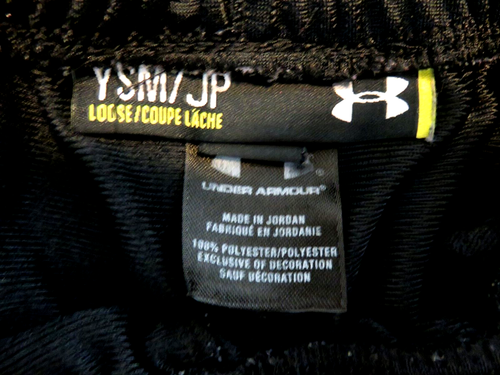 YSM/JP
LOOSE/COUPE LÂCHE
UNDER ARMOUR®
MADE IN JORDAN
FABRIQUÉ EN JORDANIE
100% POLYESTER/POLYESTER
EXCLUSIVE OF DECORATION
SAUF DÉCORATION